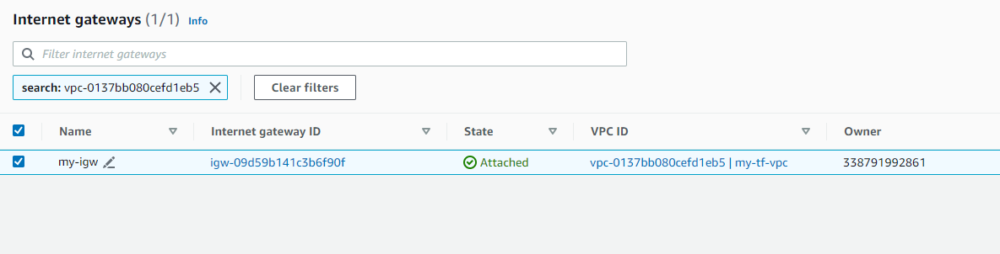 Internet gateways (1/1) Info
Filter internet gateways
search: vpc-0137bb080cefd1eb5 Clear filters
Name Internet gateway ID State VPC ID Owner
my-igw igw-09d59b141c3b6f90f Attached vpc-0137bb080cefd1eb5 | my-tf-vpc 338791992861